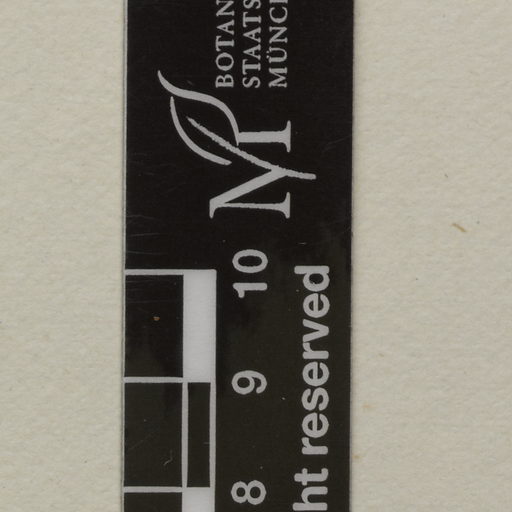 BOTAN
STAATS
MÜNCH
M
8 9 10
ht reserved